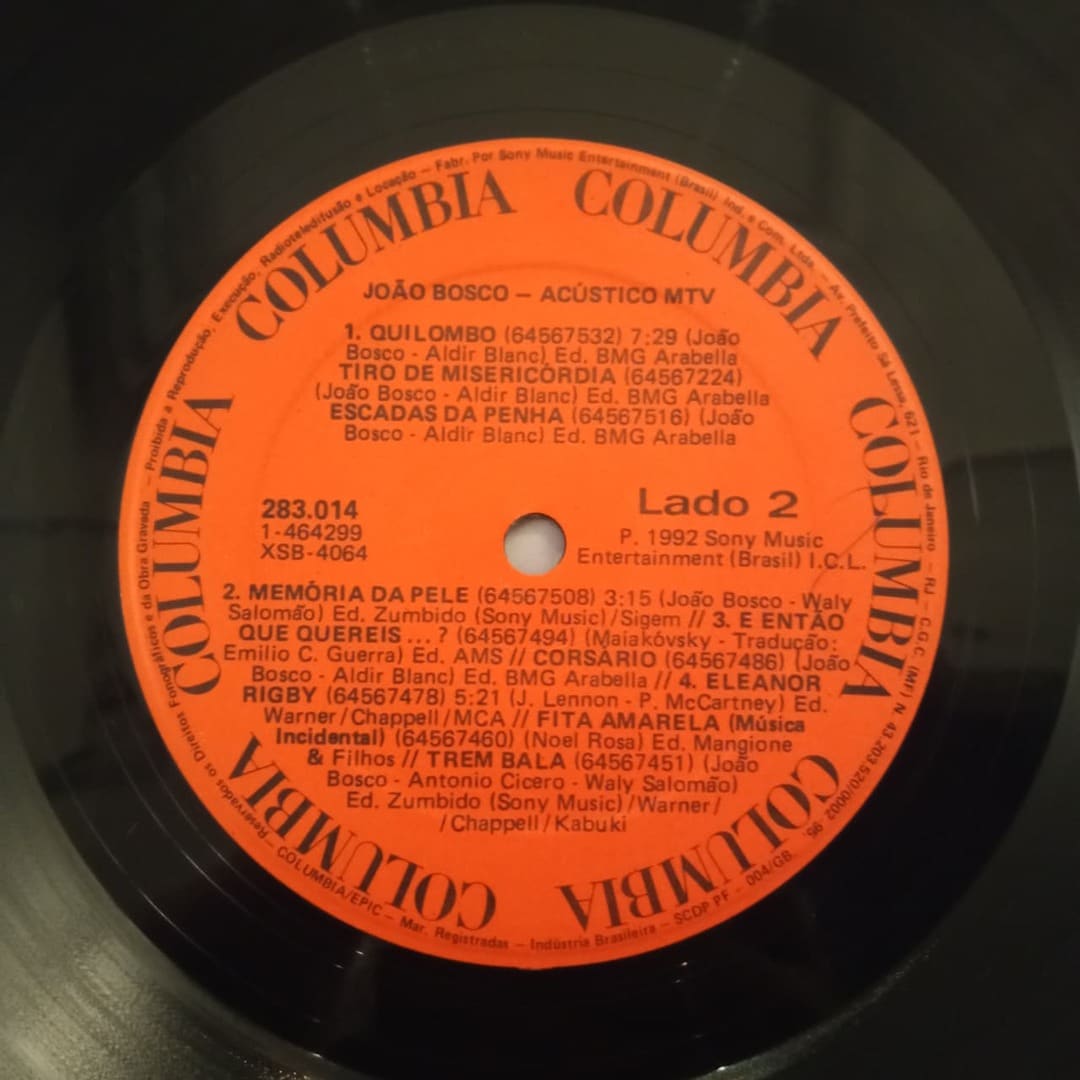 COLUMBIA COLUMBIA COLUMBIA COLUMBIA COLUMBIA COLUMBIA COLUMBIA COLUMBIA
Reservados os Direitos Fonográficos e da Obra Gravada — Proibida a Reprodução, Execução, Radioteledifusão e Locação — Fabr. Por Sony Music Entertainment (Brasil) Ind. e Com. Ltda. — Av. Prefeito Sá Lessa, 621 — Rio de Janeiro — RJ — C.G.C. (MF) N. 43.203.520/0002-95
JOÃO BOSCO — ACÚSTICO MTV
1. QUILOMBO (64567532) 7:29 (João
Bosco - Aldir Blanc) Ed. BMG Arabella
TIRO DE MISERICÓRDIA (64567224)
(João Bosco - Aldir Blanc) Ed. BMG Arabella
ESCADAS DA PENHA (64567516) (João
Bosco - Aldir Blanc) Ed. BMG Arabella
283.014
1-464299
XSB-4064
Lado 2
P. 1992 Sony Music
Entertainment (Brasil) I.C.L.
2. MEMÓRIA DA PELE (64567508) 3:15 (João Bosco - Waly
Salomão) Ed. Zumbido (Sony Music)/Sigem // 3. E ENTÃO
QUE QUEREIS...? (64567494) (Maiakóvsky - Tradução:
Emilio C. Guerra) Ed. AMS // CORSÁRIO (64567486) (João
Bosco - Aldir Blanc) Ed. BMG Arabella // 4. ELEANOR
RIGBY (64567478) 5:21 (J. Lennon - P. McCartney) Ed.
Warner/Chappell/MCA // FITA AMARELA (Música
Incidental) (64567460) (Noel Rosa) Ed. Mangione
& Filhos // TREM BALA (64567451) (João
Bosco - Antonio Cicero - Waly Salomão)
Ed. Zumbido (Sony Music)/Warner/
/Chappell/Kabuki
— COLUMBIA/EPIC — Mar. Registradas — Indústria Brasileira — SCDP PF — 004/GB